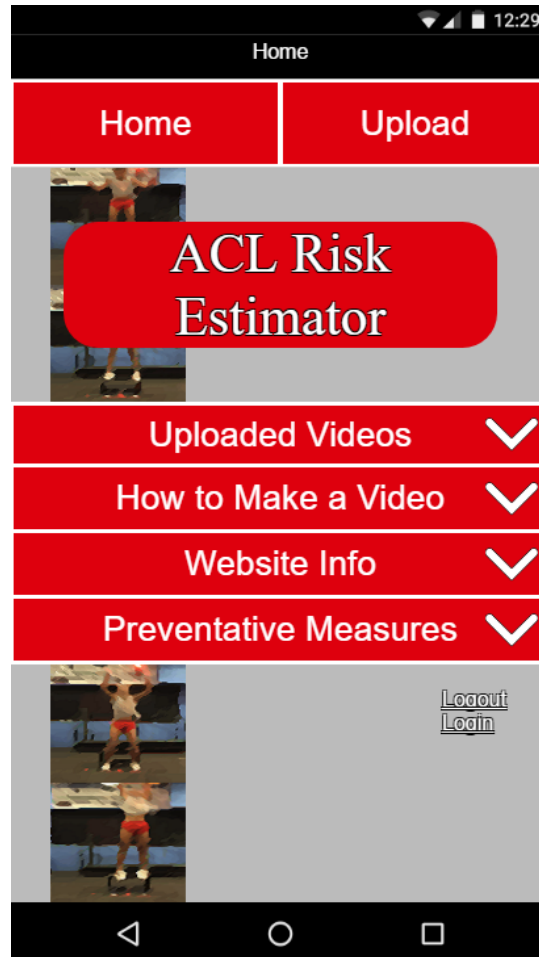 12:29
Home
Home
Upload
ACL Risk
Estimator
Uploaded Videos
How to Make a Video
Website Info
Preventative Measures
Logout
Login